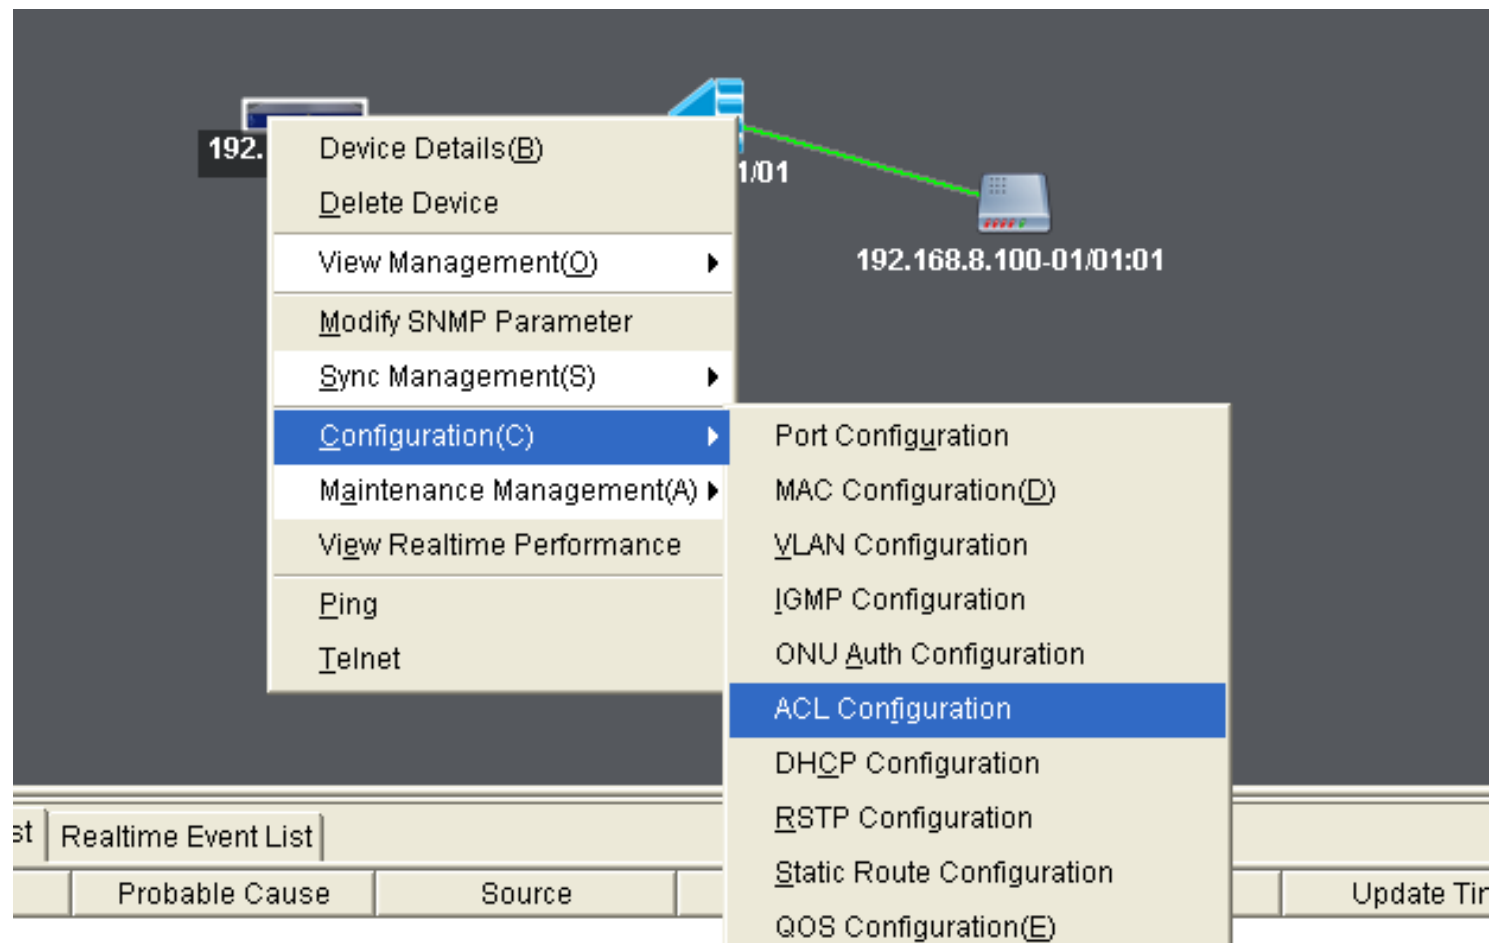 192.
1/01
192.168.8.100-01/01:01
Device Details(B)
Delete Device
View Management(O)
Modify SNMP Parameter
Sync Management(S)
Configuration(C)
Maintenance Management(A)
View Realtime Performance
Ping
Telnet
Port Configuration
MAC Configuration(D)
VLAN Configuration
IGMP Configuration
ONU Auth Configuration
ACL Configuration
DHCP Configuration
RSTP Configuration
Static Route Configuration
QOS Configuration(E)
st Realtime Event List
Probable Cause Source Update Tim